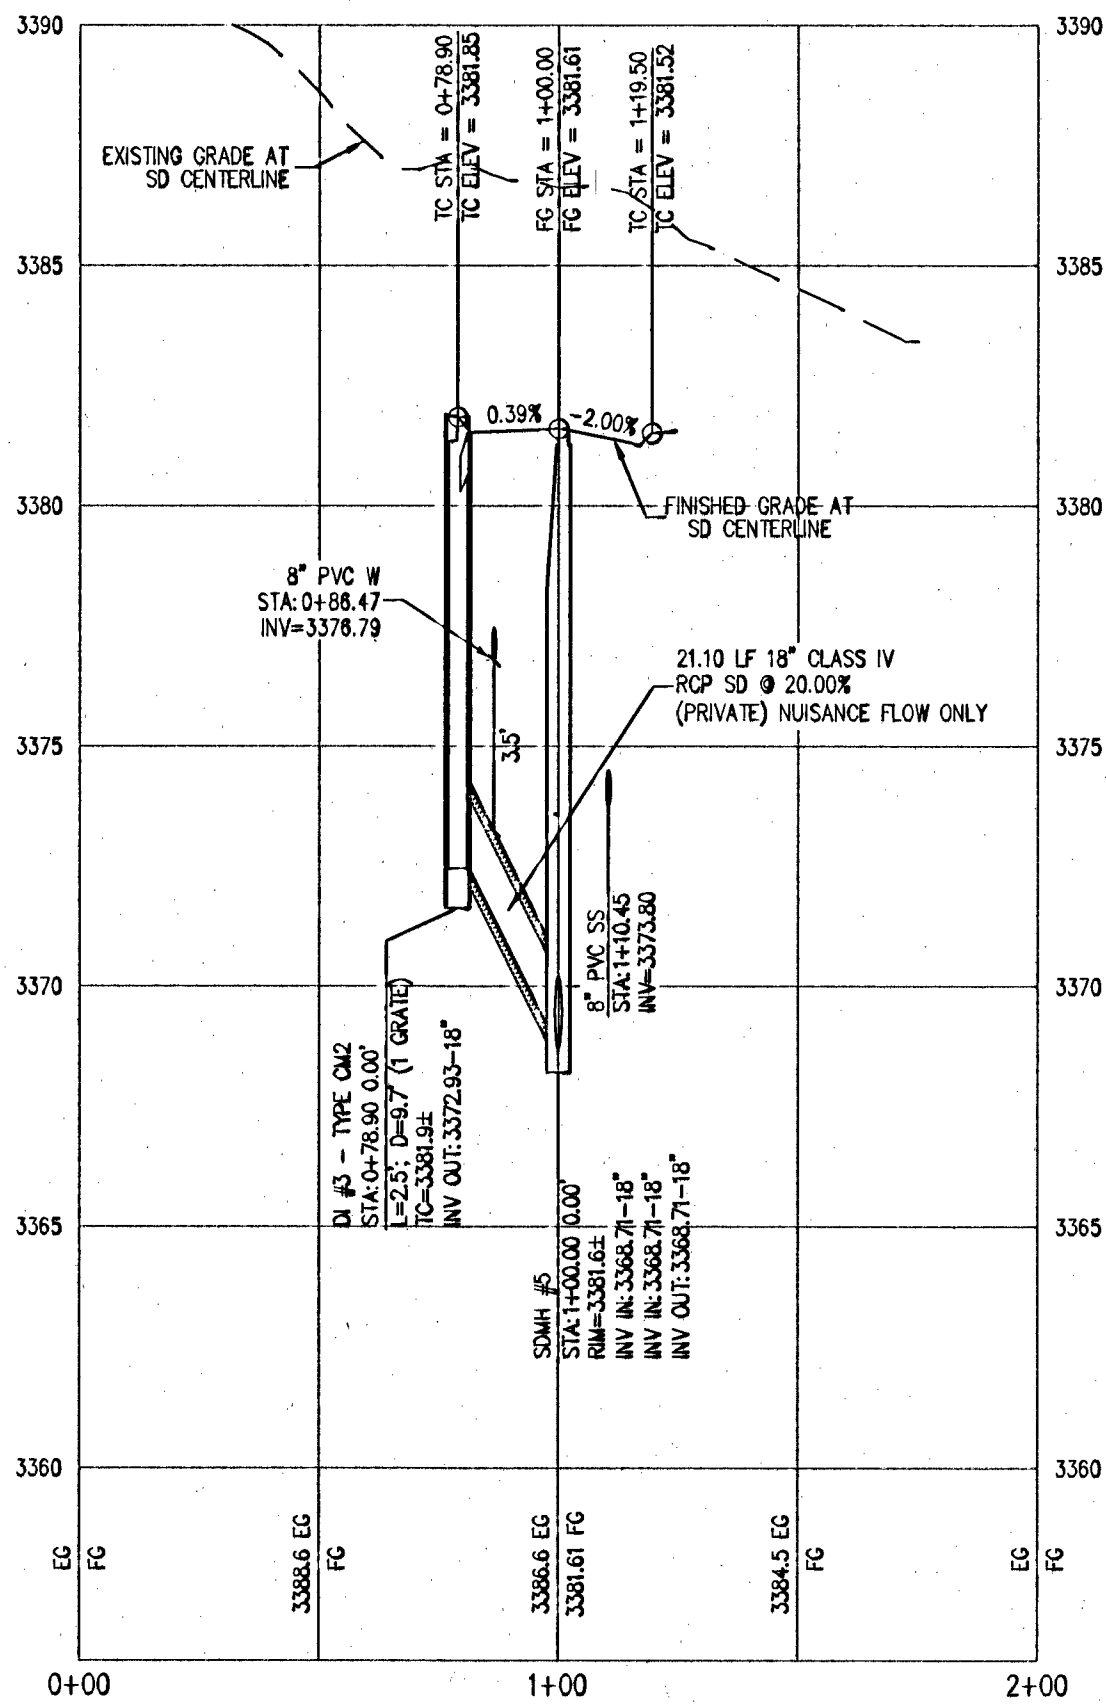 3390
3390
TC STA = 0+78.90
TC ELEV = 3381.85
FG STA = 1+00.00
FG ELEV = 3381.61
TC STA = 1+19.50
TC ELEV = 3381.52
EXISTING GRADE AT
SD CENTERLINE
3385
3385
0.39%
-2.00%
3380
3380
FINISHED GRADE AT
SD CENTERLINE
8" PVC W
STA: 0+86.47
INV=3376.79
21.10 LF 18" CLASS IV
RCP SD @ 20.00%
(PRIVATE) NUISANCE FLOW ONLY
3375
3375
3.5'
8" PVC SS
STA: 1+10.45
INV=3373.80
3370
3370
DI #3 - TYPE CM2
STA: 0+78.90 0.00'
L=2.5'; D=9.7' (1 GRATE)
TC=3381.9±
INV OUT: 3372.93-18"
3365
3365
SDMH #5
STA: 1+00.00 0.00'
RIM=3381.6±
INV IN: 3368.71-18"
INV IN: 3368.71-18"
INV OUT: 3368.71-18"
3360
3360
EG
FG
3388.6 EG
FG
3386.6 EG
3381.61 FG
3384.5 EG
FG
EG
FG
0+00
1+00
2+00